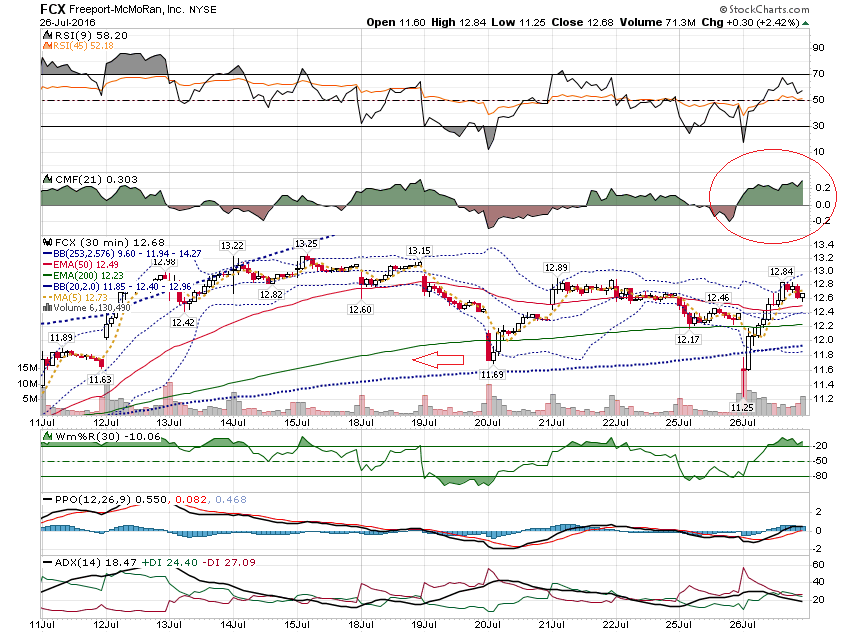 FCX Freeport-McMoRan, Inc. NYSE © StockCharts.com
26-Jul-2016 Open 11.60 High 12.84 Low 11.25 Close 12.68 Volume 71.3M Chg +0.30 (+2.42%)
RSI(9) 58.20
RSI(45) 52.18
90
70
50
30
10
CMF(21) 0.303
0.2
0.0
-0.2
FCX (30 min) 12.68
BB(253,2.576) 9.60 - 11.94 - 14.27
EMA(50) 12.49
EMA(200) 12.23
BB(20,2.0) 11.85 - 12.40 - 12.96
MA(5) 12.73
Volume 6,130,490
11.89
11.63
12.98
12.42
13.22
12.82
13.25
12.60
13.15
11.69
12.89
12.17
12.46
11.25
12.84
13.4
13.2
13.0
12.8
12.6
12.4
12.2
12.0
11.8
11.6
11.4
11.2
15M
10M
5M
11Jul 12Jul 13Jul 14Jul 15Jul 18Jul 19Jul 20Jul 21Jul 22Jul 25Jul 26Jul
Wm%R(30) -10.06
-20
-50
-80
PPO(12,26,9) 0.550, 0.082, 0.468
2
0
-2
ADX(14) 18.47 +DI 24.40 -DI 27.09
60
40
20
11Jul 12Jul 13Jul 14Jul 15Jul 18Jul 19Jul 20Jul 21Jul 22Jul 25Jul 26Jul